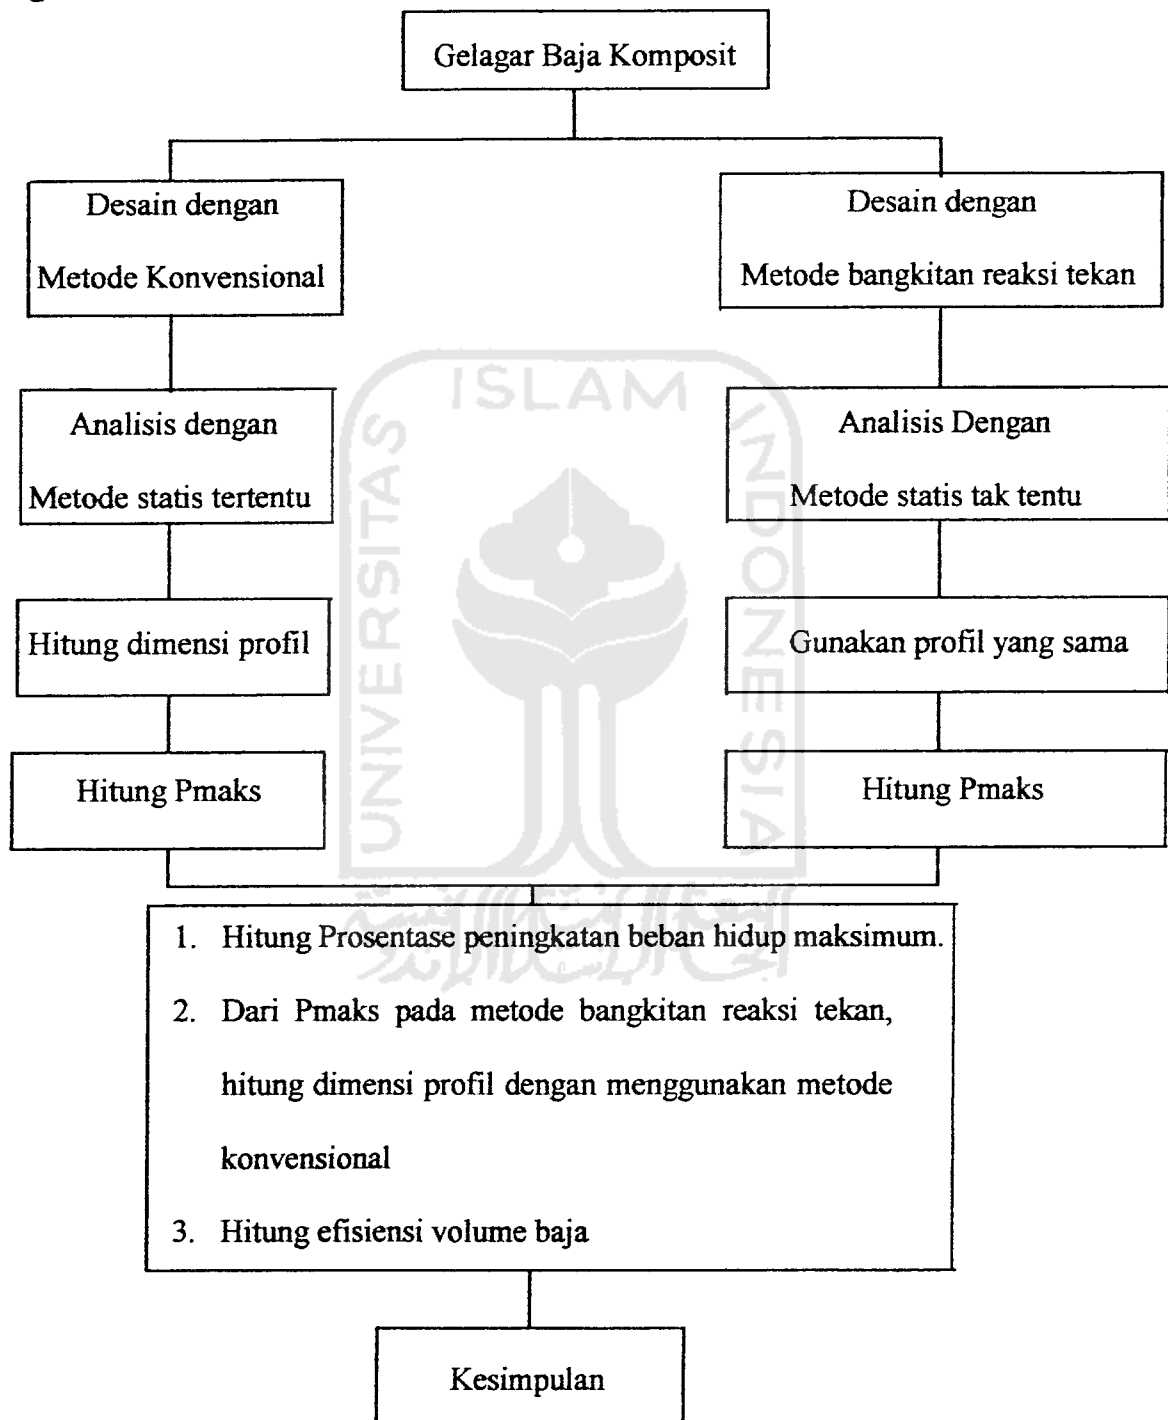 Gelagar Baja Komposit
Desain dengan
Metode Konvensional
Desain dengan
Metode bangkitan reaksi tekan
Analisis dengan
Metode statis tertentu
Analisis Dengan
Metode statis tak tentu
Hitung dimensi profil
Gunakan profil yang sama
Hitung Pmaks
Hitung Pmaks
1. Hitung Prosentase peningkatan beban hidup maksimum.
2. Dari Pmaks pada metode bangkitan reaksi tekan,
hitung dimensi profil dengan menggunakan metode
konvensional
3. Hitung efisiensi volume baja
Kesimpulan
UNIVERSITAS
ISLAM
INDONESIA